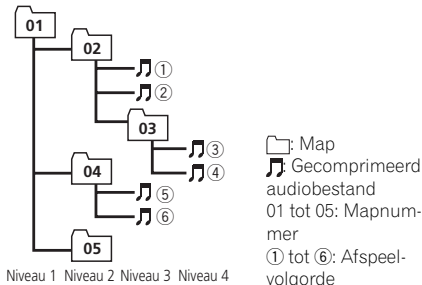 01
02
①
②
03
③
④
04
⑤
⑥
05
Niveau 1 Niveau 2 Niveau 3 Niveau 4
: Map
: Gecomprimeerd
audiobestand
01 tot 05: Mapnum-
mer
① tot ⑥: Afspeel-
volgorde